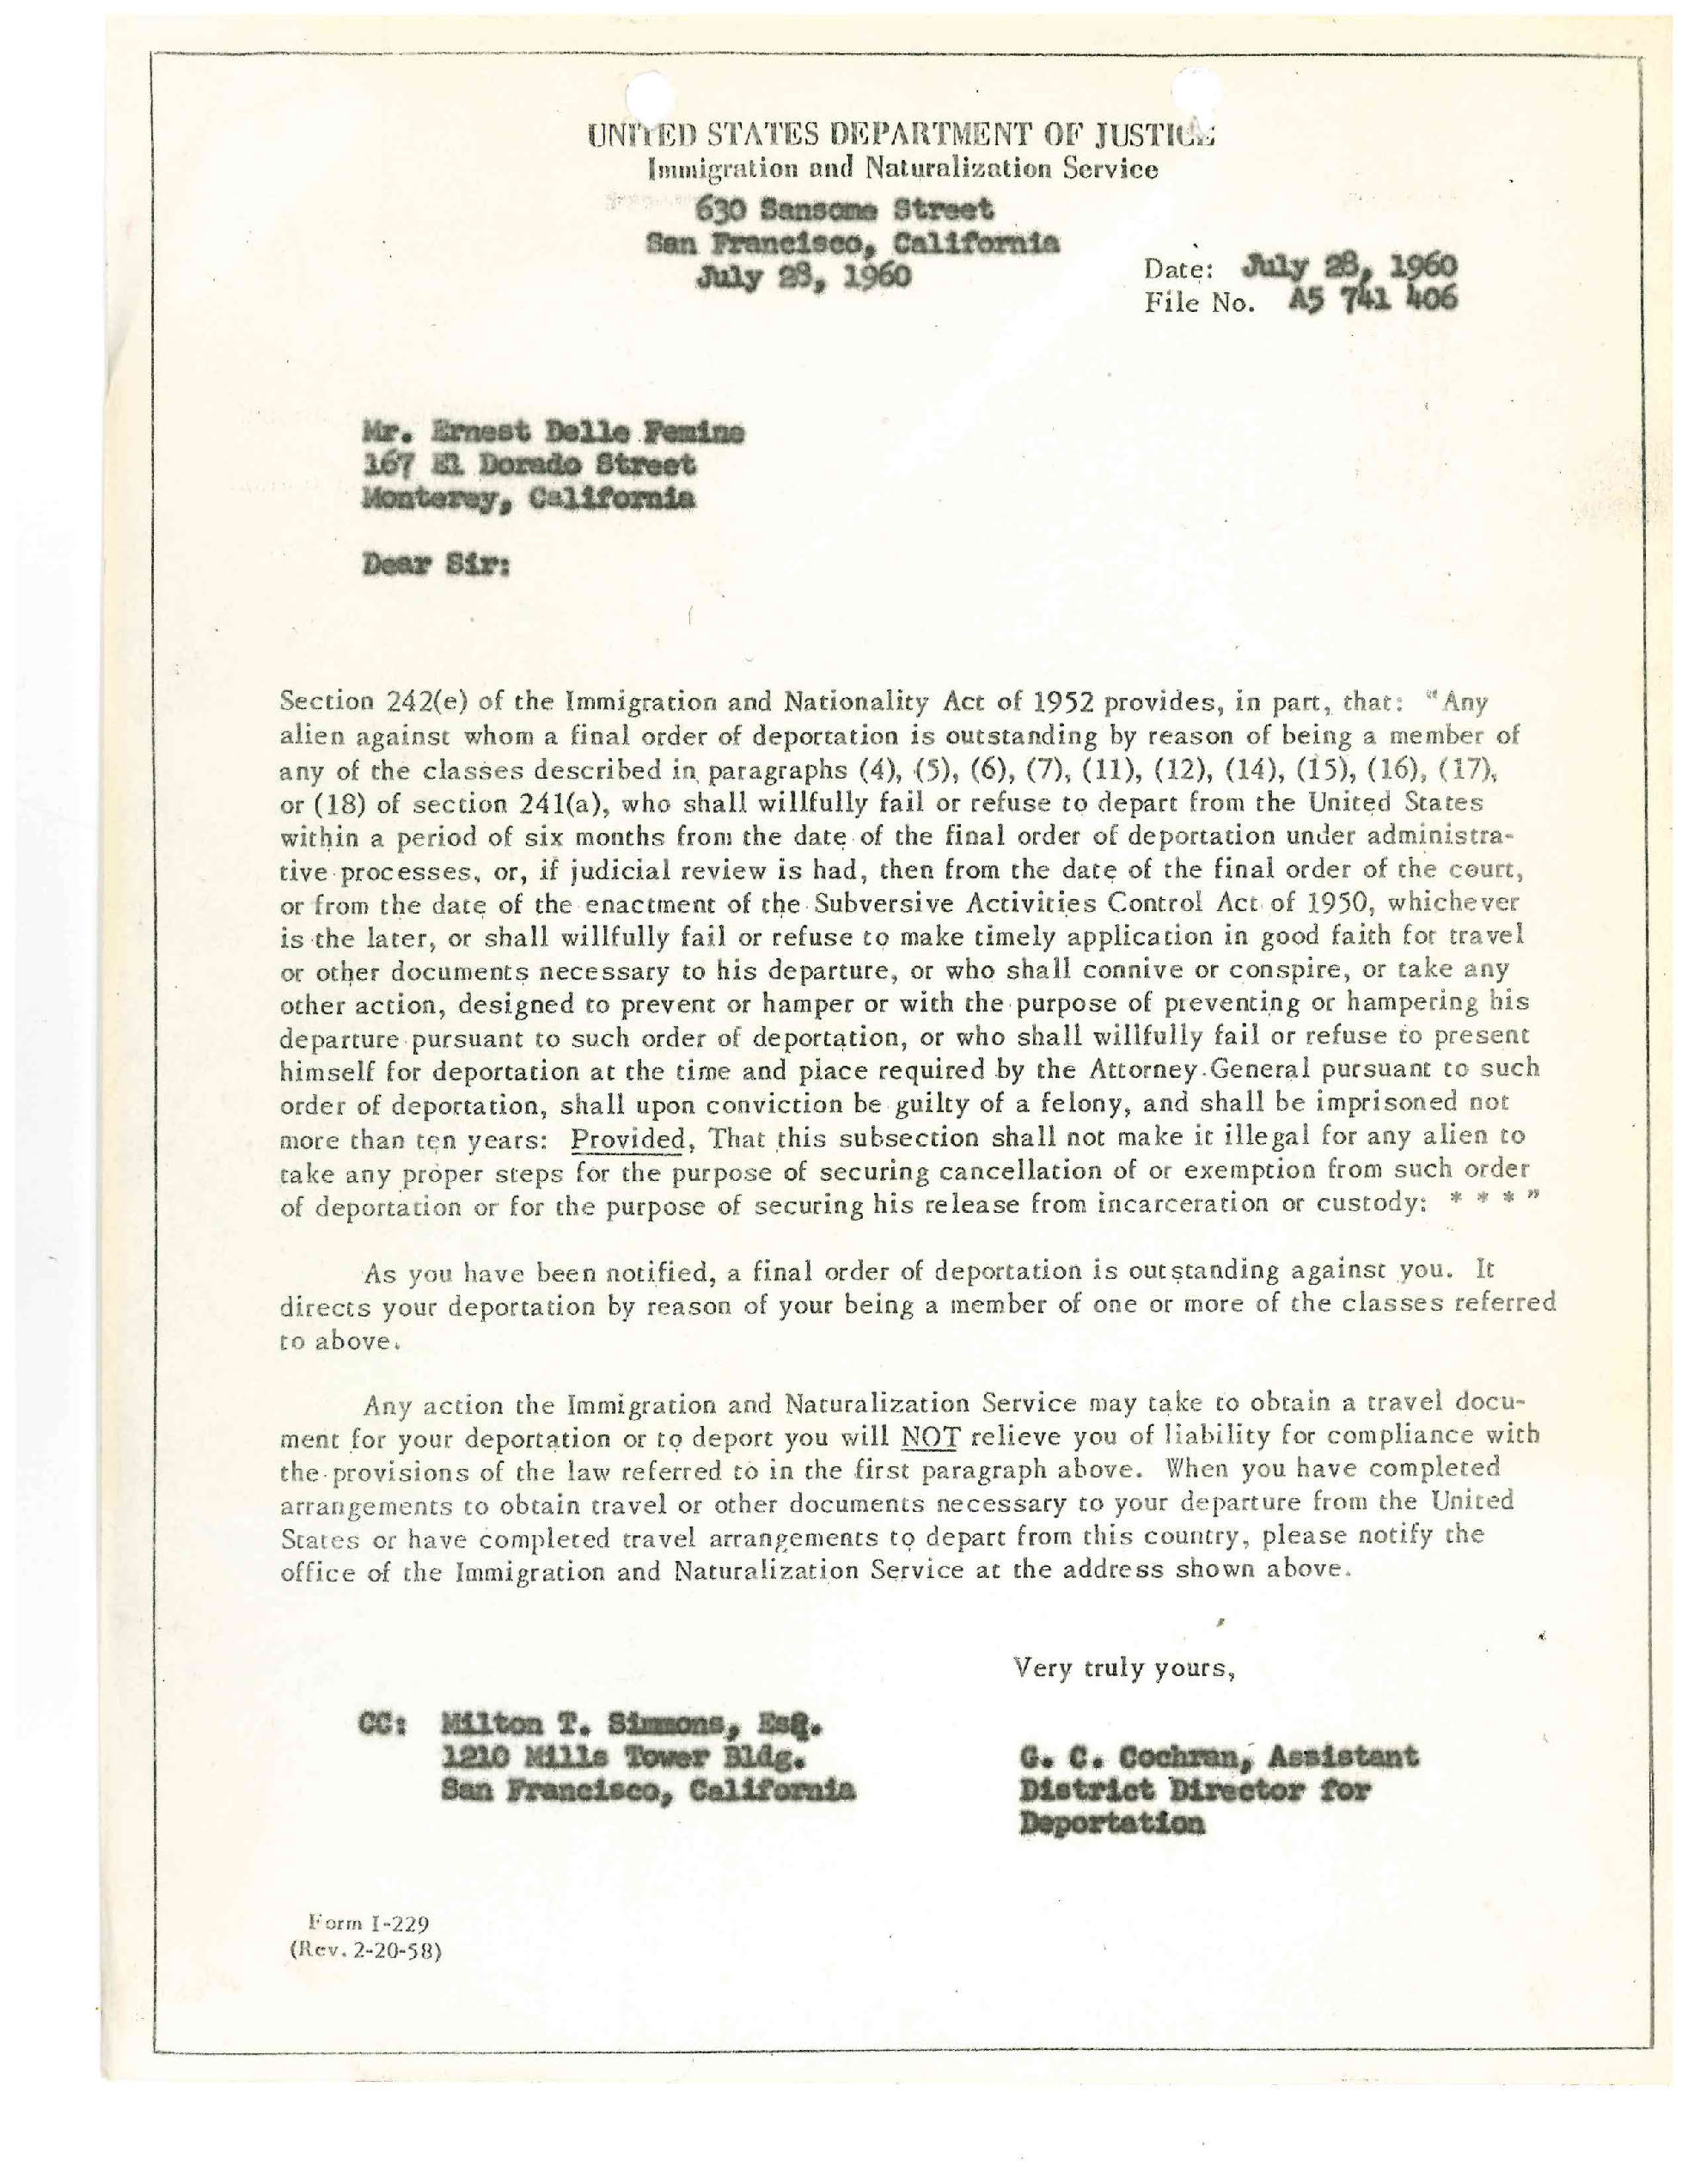 UNITED STATES DEPARTMENT OF JUSTICE
Immigration and Naturalization Service
630 Sansome Street
San Francisco, California
July 28, 1960
Date: July 28, 1960
File No. A5 741 406
Mr. Ernest Delle Femine
167 El Dorado Street
Monterey, California
Dear Sir:
Section 242(e) of the Immigration and Nationality Act of 1952 provides, in part, that: "Any
alien against whom a final order of deportation is outstanding by reason of being a member of
any of the classes described in paragraphs (4), (5), (6), (7), (11), (12), (14), (15), (16), (17),
or (18) of section 241(a), who shall willfully fail or refuse to depart from the United States
within a period of six months from the date of the final order of deportation under administra-
tive processes, or, if judicial review is had, then from the date of the final order of the court,
or from the date of the enactment of the Subversive Activities Control Act of 1950, whichever
is the later, or shall willfully fail or refuse to make timely application in good faith for travel
or other documents necessary to his departure, or who shall connive or conspire, or take any
other action, designed to prevent or hamper or with the purpose of preventing or hampering his
departure pursuant to such order of deportation, or who shall willfully fail or refuse to present
himself for deportation at the time and place required by the Attorney General pursuant to such
order of deportation, shall upon conviction be guilty of a felony, and shall be imprisoned not
more than ten years: Provided, That this subsection shall not make it illegal for any alien to
take any proper steps for the purpose of securing cancellation of or exemption from such order
of deportation or for the purpose of securing his release from incarceration or custody: * * * "
As you have been notified, a final order of deportation is outstanding against you. It
directs your deportation by reason of your being a member of one or more of the classes referred
to above.
Any action the Immigration and Naturalization Service may take to obtain a travel docu-
ment for your deportation or to deport you will NOT relieve you of liability for compliance with
the provisions of the law referred to in the first paragraph above. When you have completed
arrangements to obtain travel or other documents necessary to your departure from the United
States or have completed travel arrangements to depart from this country, please notify the
office of the Immigration and Naturalization Service at the address shown above.
Very truly yours,
CC: Milton T. Simmons, Esq.
1210 Mills Tower Bldg.
San Francisco, California
G. C. Cochran, Assistant
District Director for
Deportation
Form I-229
(Rev. 2-20-58)